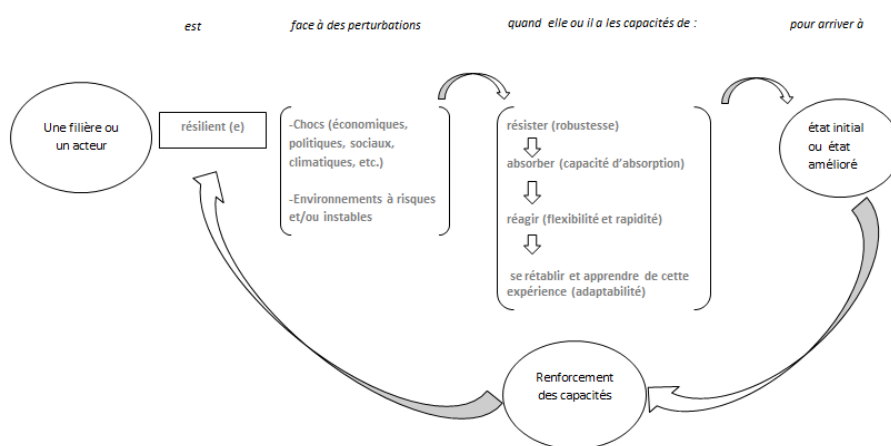 est
face à des perturbations
quand elle ou il a les capacités de :
pour arriver à
Une filière ou
un acteur
résilient (e)
-Chocs (économiques,
politiques, sociaux,
climatiques, etc.)
-Environnements à risques
et/ou instables
résister (robustesse)
absorber (capacité d'absorption)
réagir (flexibilité et rapidité)
se rétablir et apprendre de cette
expérience (adaptabilité)
état initial
ou état
amélioré
Renforcement
des capacités